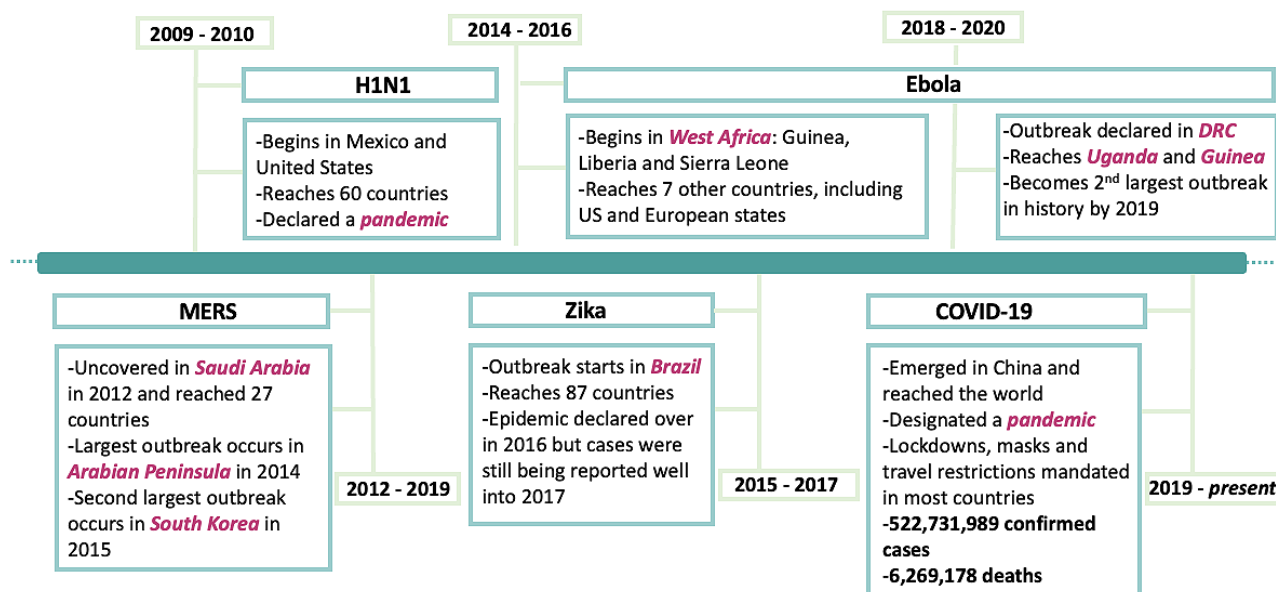 2009 - 2010
H1N1
-Begins in Mexico and
United States
-Reaches 60 countries
-Declared a pandemic
2014 - 2016
2018 - 2020
Ebola
-Begins in West Africa: Guinea,
Liberia and Sierra Leone
-Reaches 7 other countries, including
US and European states
-Outbreak declared in DRC
-Reaches Uganda and Guinea
-Becomes 2nd largest outbreak
in history by 2019
MERS
-Uncovered in Saudi Arabia
in 2012 and reached 27
countries
-Largest outbreak occurs in
Arabian Peninsula in 2014
-Second largest outbreak
occurs in South Korea in
2015
2012 - 2019
Zika
-Outbreak starts in Brazil
-Reaches 87 countries
-Epidemic declared over
in 2016 but cases were
still being reported well
into 2017
2015 - 2017
COVID-19
-Emerged in China and
reached the world
-Designated a pandemic
-Lockdowns, masks and
travel restrictions mandated
in most countries
-522,731,989 confirmed
cases
-6,269,178 deaths
2019 - present